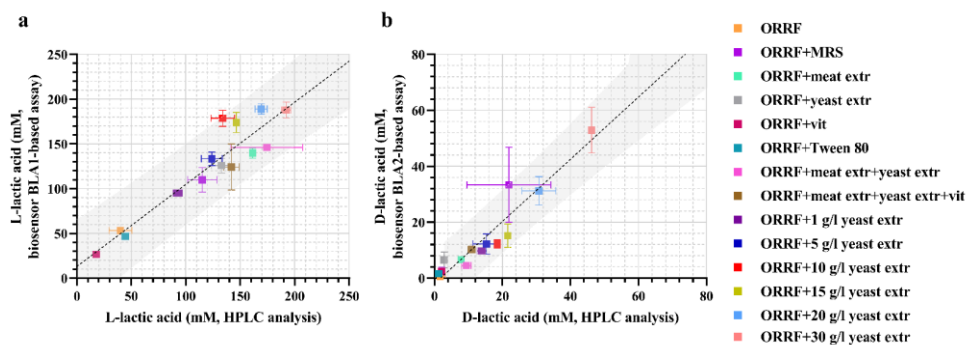 a
L-lactic acid (mM,
biosensor BLA1-based assay)
250
200
150
100
50
0
0 50 100 150 200 250
L-lactic acid (mM, HPLC analysis)
b
D-lactic acid (mM,
biosensor BLA2-based assay)
80
60
40
20
0
0 20 40 60 80
D-lactic acid (mM, HPLC analysis)
ORRF
ORRF+MRS
ORRF+meat extr
ORRF+yeast extr
ORRF+vit
ORRF+Tween 80
ORRF+meat extr+yeast extr
ORRF+meat extr+yeast extr+vit
ORRF+1 g/l yeast extr
ORRF+5 g/l yeast extr
ORRF+10 g/l yeast extr
ORRF+15 g/l yeast extr
ORRF+20 g/l yeast extr
ORRF+30 g/l yeast extr